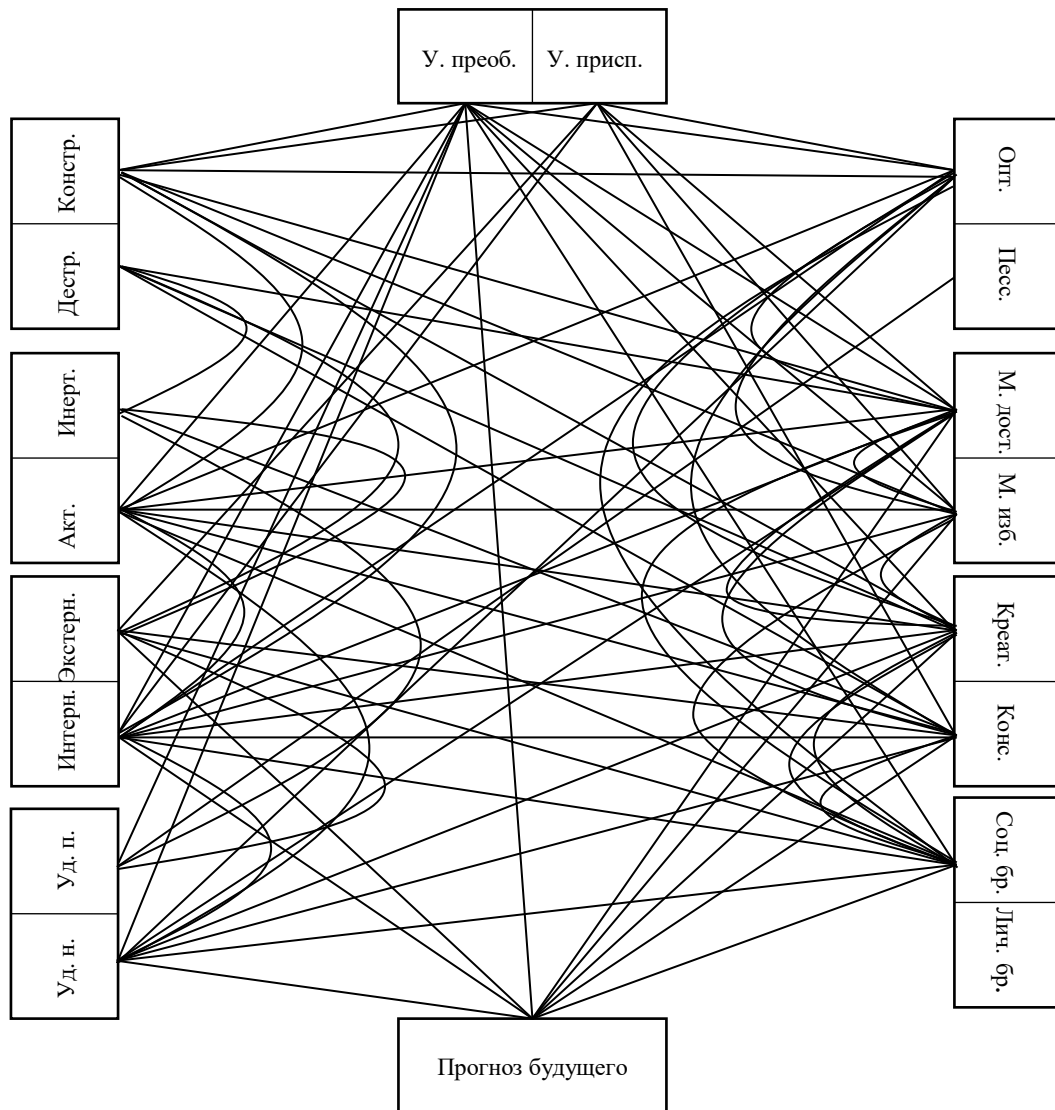 У. преоб.
У. присп.
Констр.
Дестр.
Инерт.
Акт.
Экстерн.
Интерн.
Уд. п.
Уд. н.
Опт.
Песс.
М. дост.
М. изб.
Креат.
Конс.
Соц. бр.
Лич. бр.
Прогноз будущего